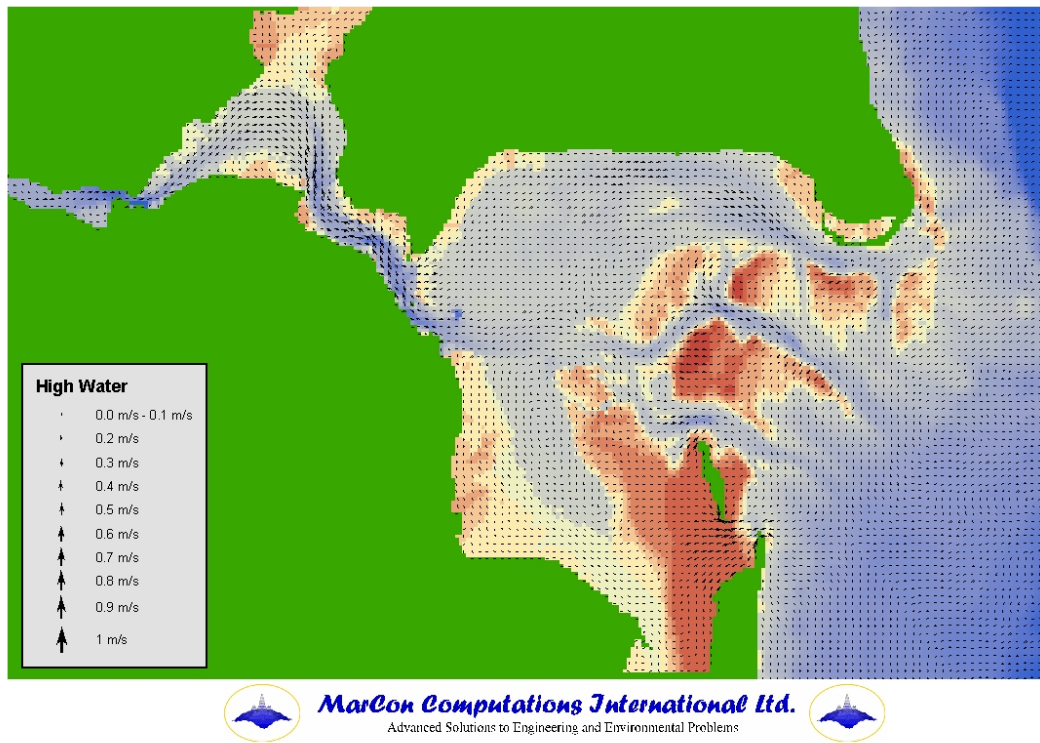 High Water
0.0 m/s - 0.1 m/s
0.2 m/s
0.3 m/s
0.4 m/s
0.5 m/s
0.6 m/s
0.7 m/s
0.8 m/s
0.9 m/s
1 m/s
MarCon Computations International Ltd.
Advanced Solutions to Engineering and Environmental Problems